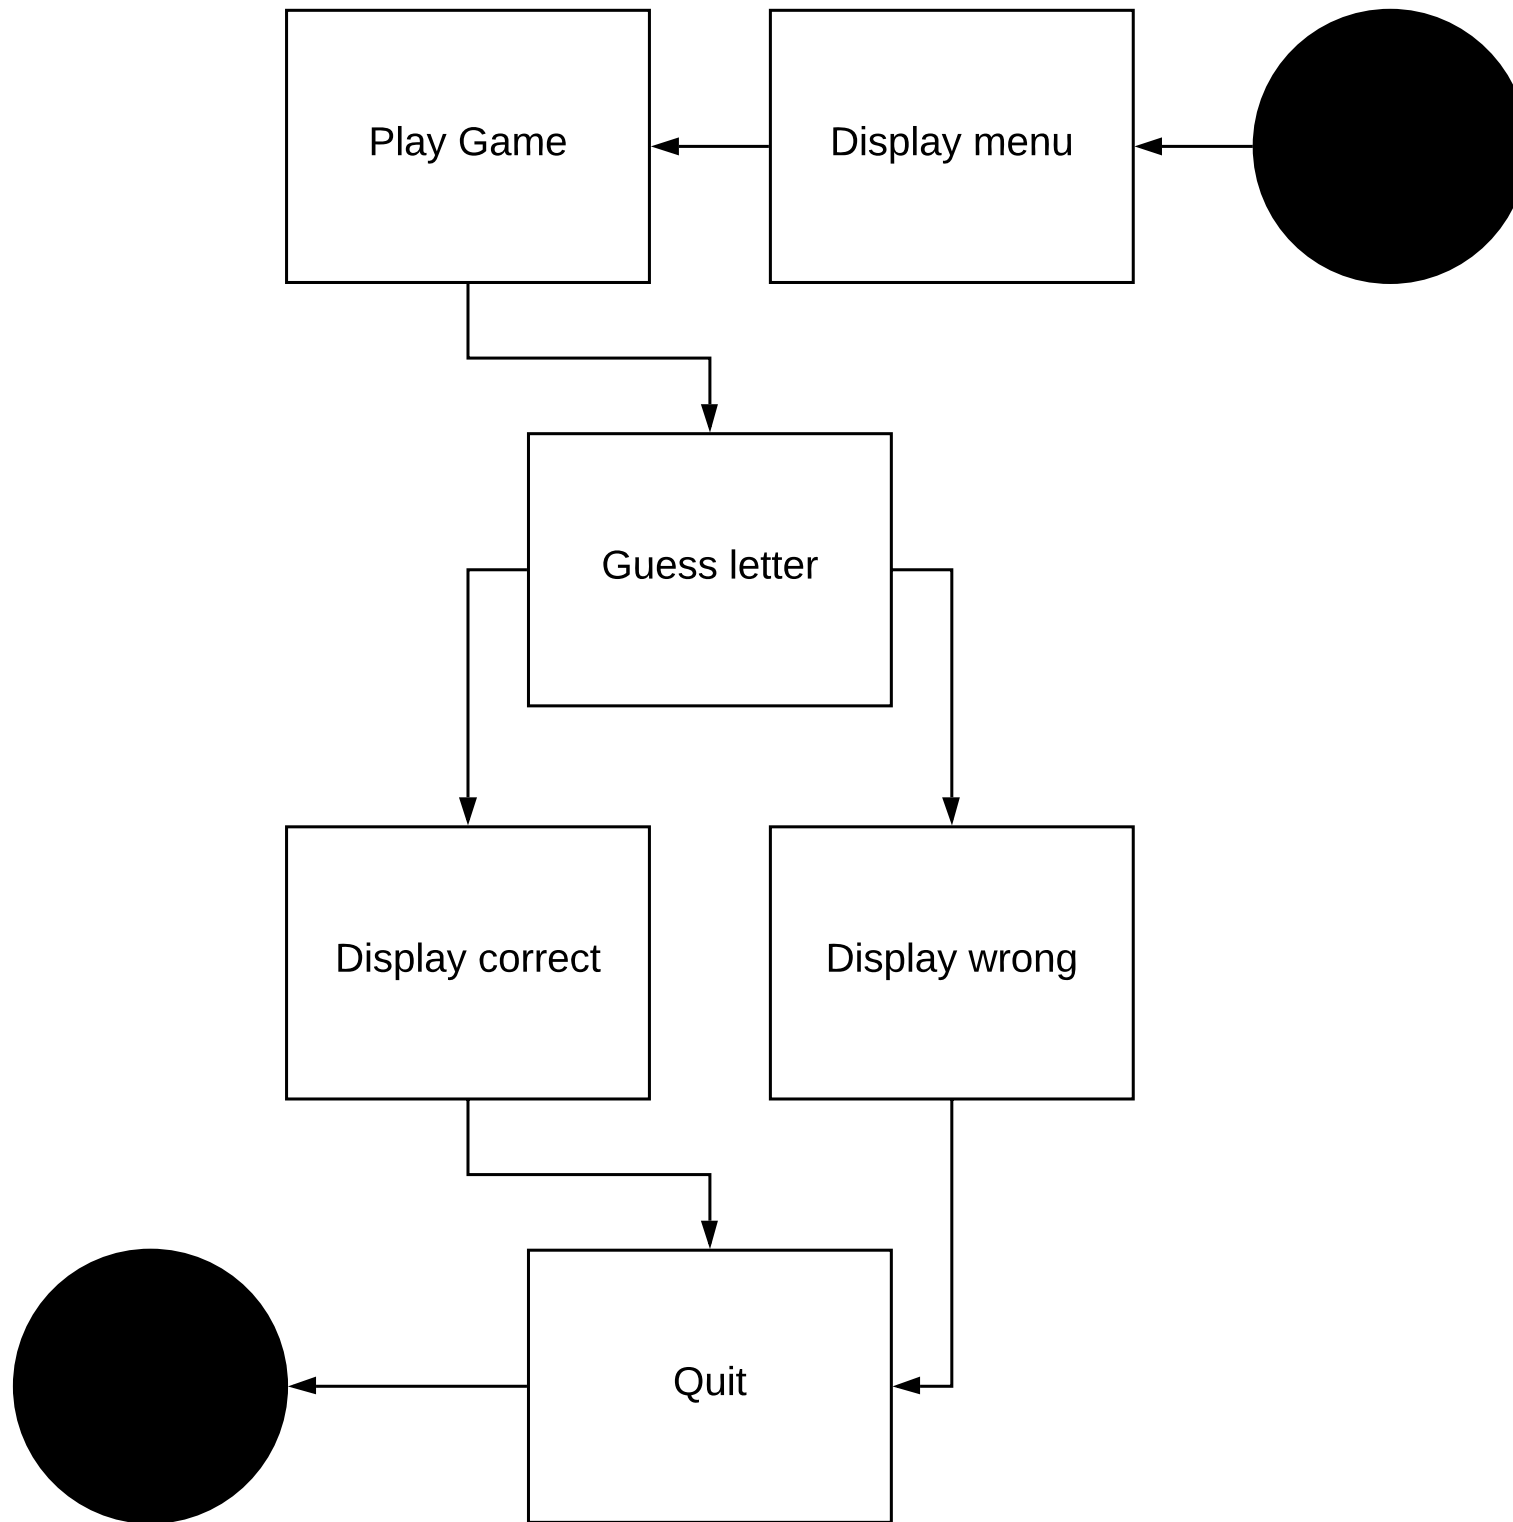 Play Game
Display menu
Guess letter
Display correct
Display wrong
Quit